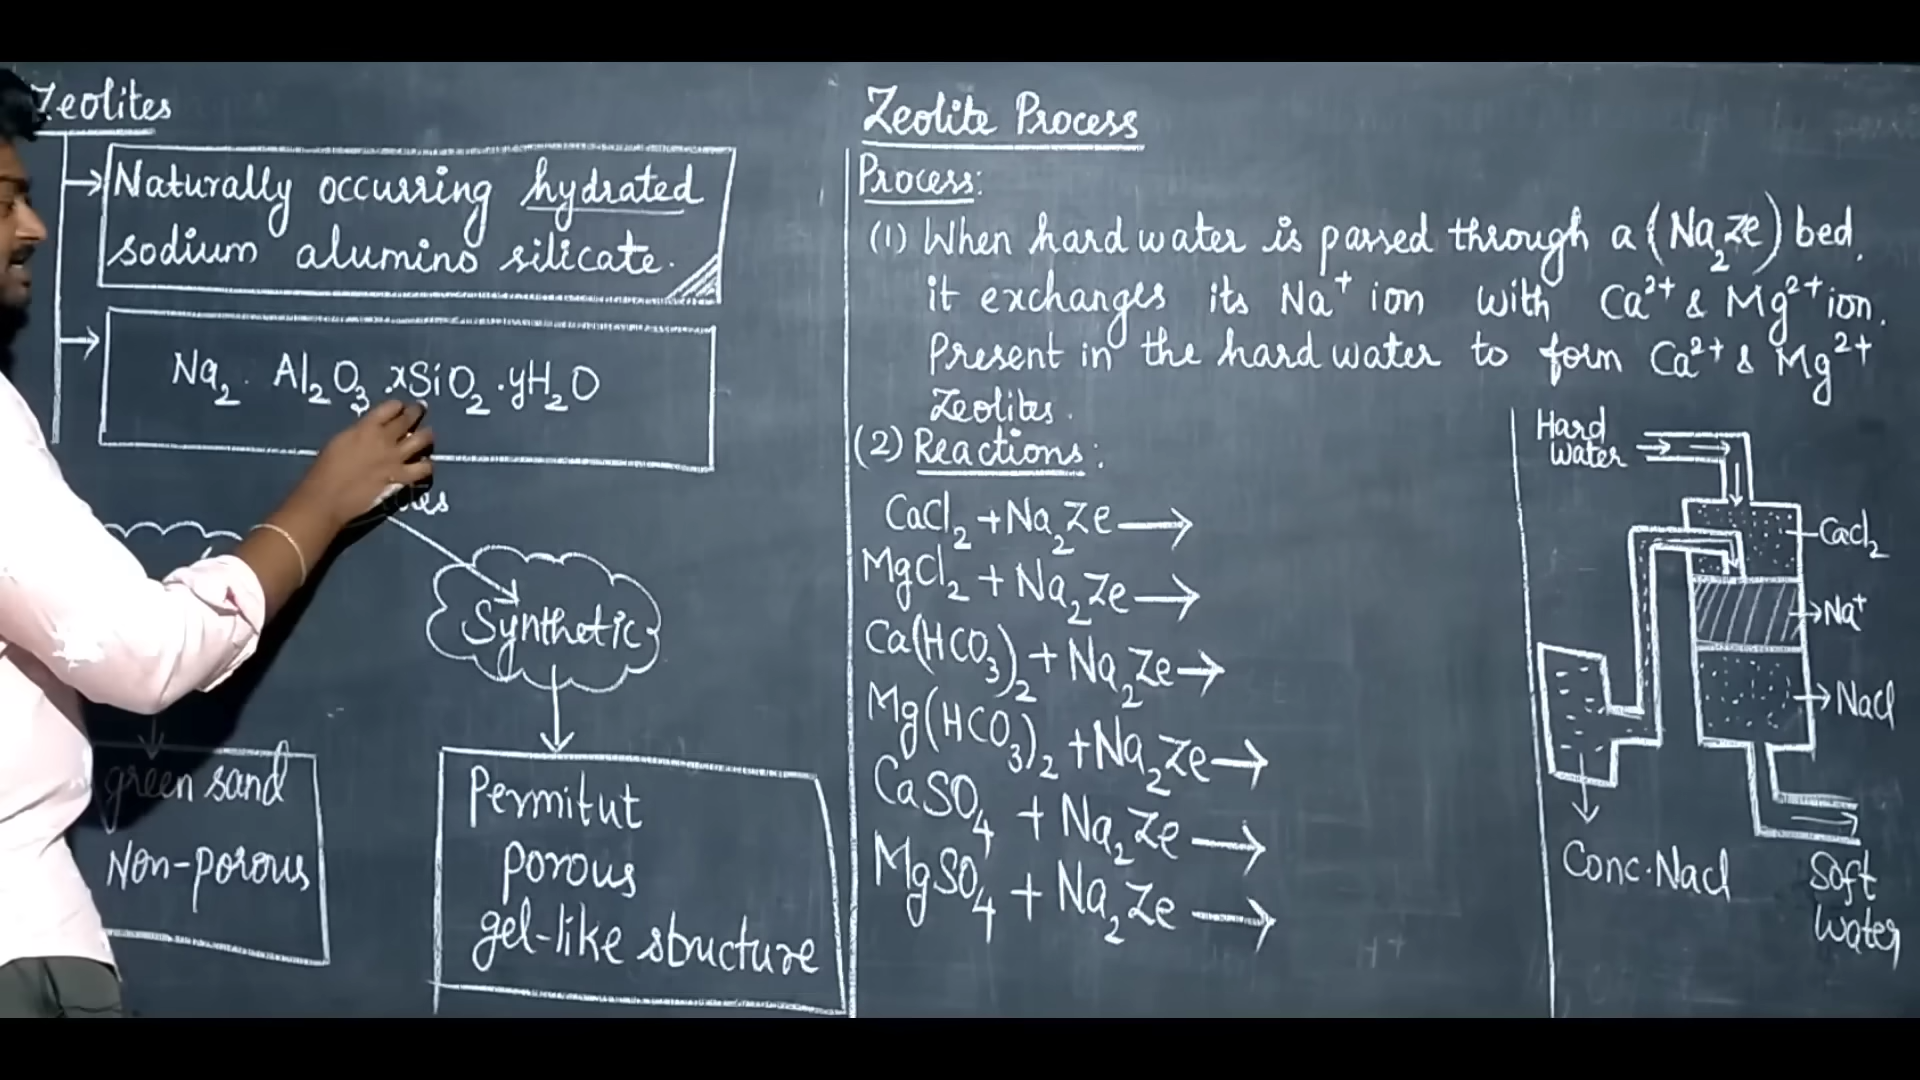 Zeolites
Naturally occurring hydrated
sodium alumino silicate.
Na₂. Al₂O₃ .xSiO₂ .yH₂O
Synthetic
green sand
Non-porous
Permitut
porous
gel-like structure
Zeolite Process
Process:
(1) When hard water is passed through a (Na₂Ze) bed.
it exchanges its Na⁺ ion with Ca²⁺ & Mg²⁺ ion.
Present in the hard water to form Ca²⁺ & Mg²⁺
Zeolites.
(2) Reactions:
CaCl₂ + Na₂Ze →
MgCl₂ + Na₂Ze →
Ca(HCO₃)₂ + Na₂Ze →
Mg(HCO₃)₂ + Na₂Ze →
CaSO₄ + Na₂Ze →
MgSO₄ + Na₂Ze →
Hard
Water
CaCl₂
Na⁺
NaCl
Conc. NaCl
Soft
Water